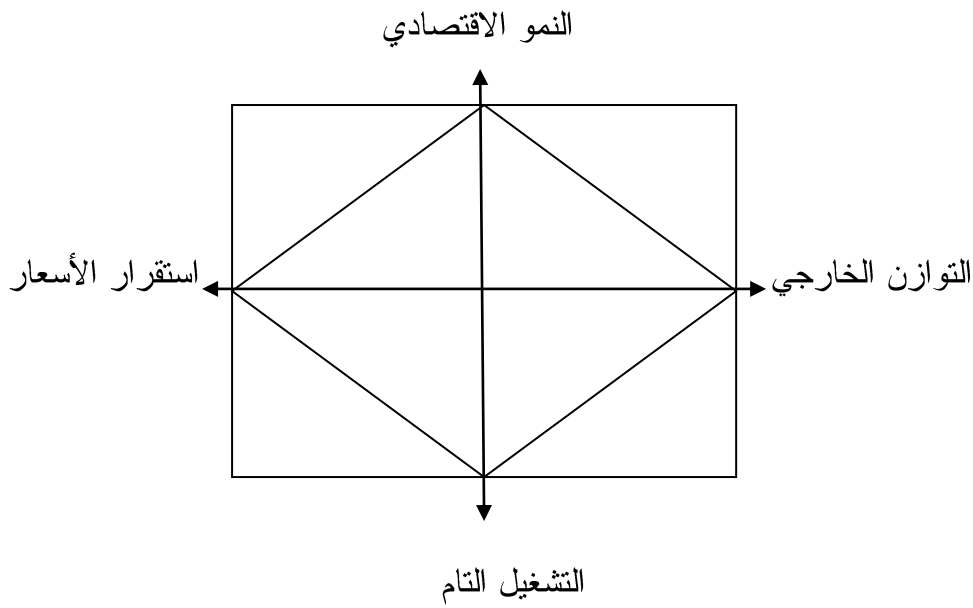 النمو الاقتصادي
التوازن الخارجي
استقرار الأسعار
التشغيل التام